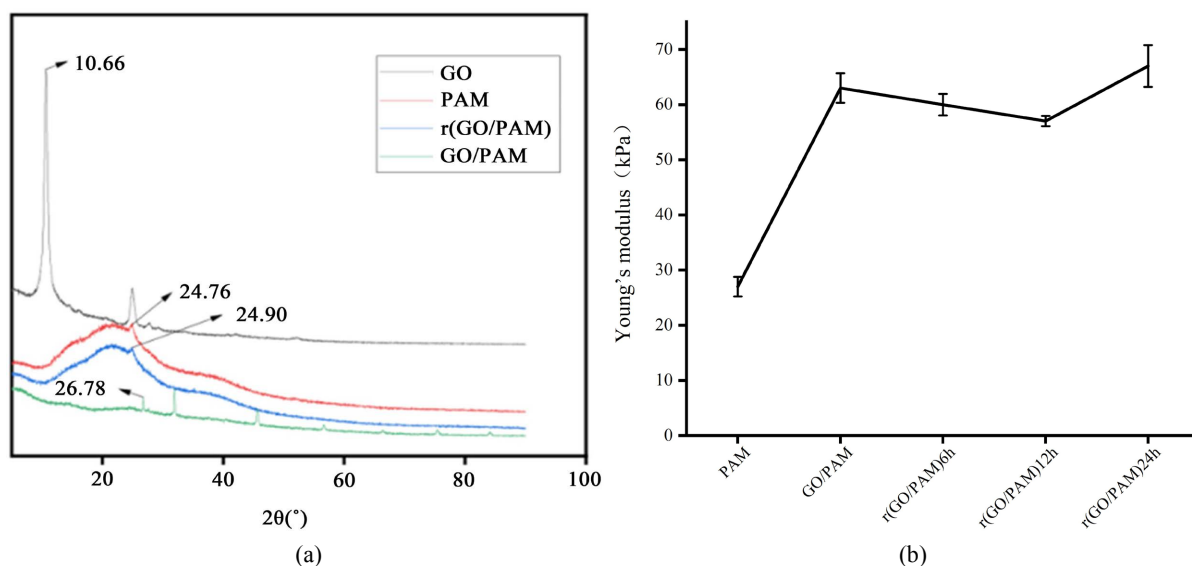 10.66
GO
PAM
r(GO/PAM)
GO/PAM
24.76
24.90
26.78
20
40
60
80
100
2θ(˚)
(a)
Young's modulus（kPa）
70
60
50
40
30
20
10
0
PAM
GO/PAM
r(GO/PAM)6h
r(GO/PAM)12h
r(GO/PAM)24h
(b)